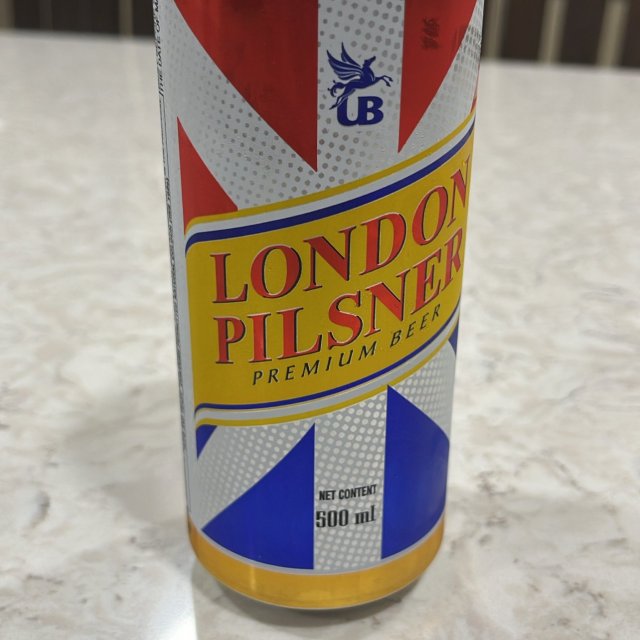 UB
LONDON
PILSNER
PREMIUM BEER
NET CONTENT
500 ml